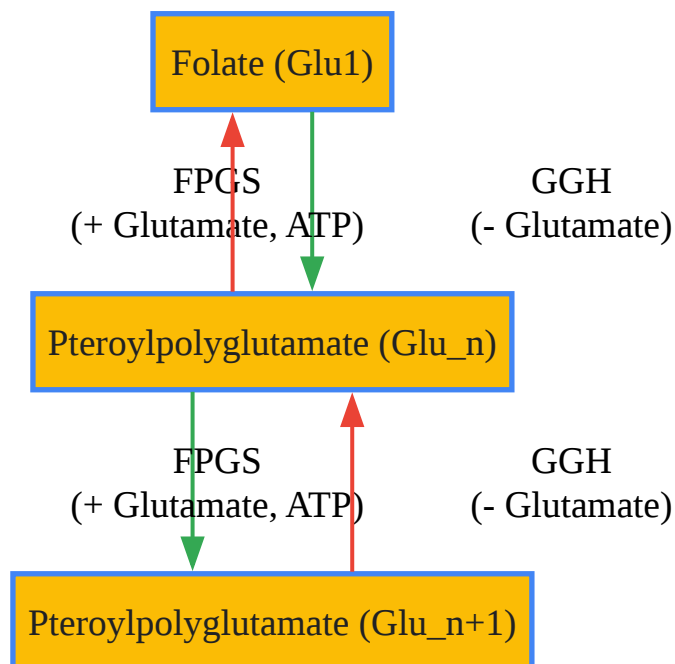 Folate (Glu1)
FPGS
(+ Glutamate, ATP)
GGH
(- Glutamate)
Pteroylpolyglutamate (Glu_n)
FPGS
(+ Glutamate, ATP)
GGH
(- Glutamate)
Pteroylpolyglutamate (Glu_n+1)